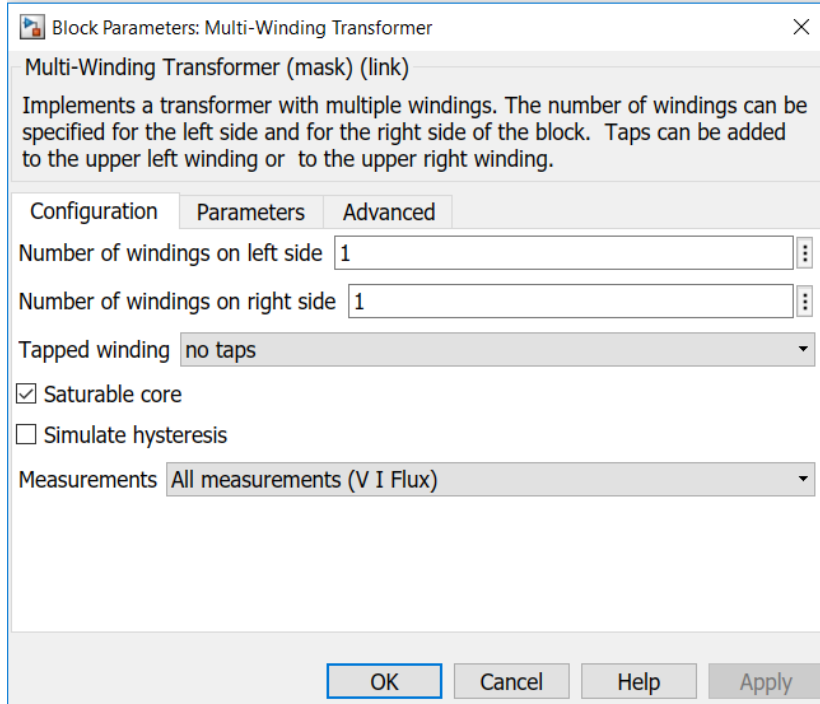 Block Parameters: Multi-Winding Transformer
Multi-Winding Transformer (mask) (link)
Implements a transformer with multiple windings. The number of windings can be
specified for the left side and for the right side of the block.  Taps can be added
to the upper left winding or  to the upper right winding.
Configuration Parameters Advanced
Number of windings on left side 1
Number of windings on right side 1
Tapped winding no taps
Saturable core
Simulate hysteresis
Measurements All measurements (V I Flux)
OK Cancel Help Apply